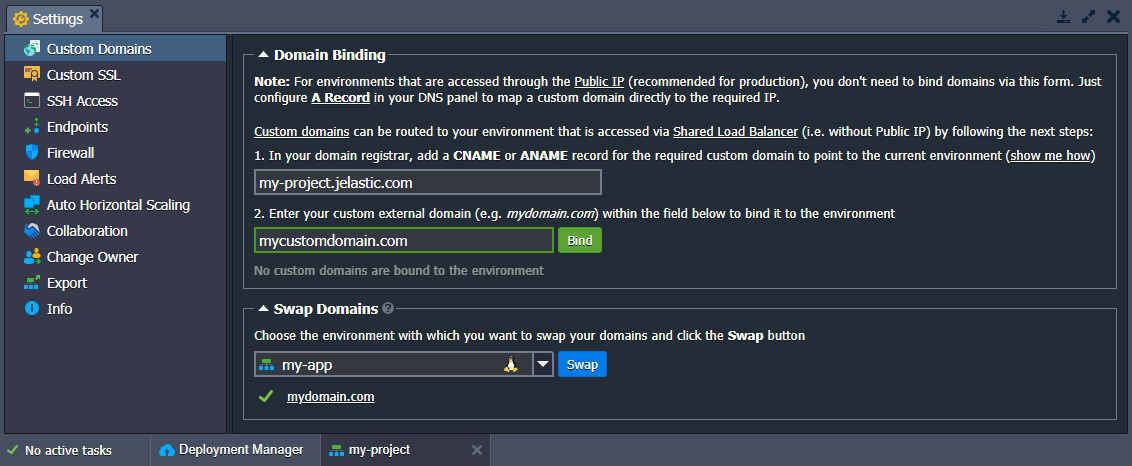 Settings
Custom Domains
Custom SSL
SSH Access
Endpoints
Firewall
Load Alerts
Auto Horizontal Scaling
Collaboration
Change Owner
Export
Info
Domain Binding
Note: For environments that are accessed through the Public IP (recommended for production), you don't need to bind domains via this form. Just
configure A Record in your DNS panel to map a custom domain directly to the required IP.
Custom domains can be routed to your environment that is accessed via Shared Load Balancer (i.e. without Public IP) by following the next steps:
1. In your domain registrar, add a CNAME or ANAME record for the required custom domain to point to the current environment (show me how)
my-project.jelastic.com
2. Enter your custom external domain (e.g. mydomain.com) within the field below to bind it to the environment
mycustomdomain.com Bind
No custom domains are bound to the environment
Swap Domains ?
Choose the environment with which you want to swap your domains and click the Swap button
my-app Swap
mydomain.com
No active tasks Deployment Manager my-project